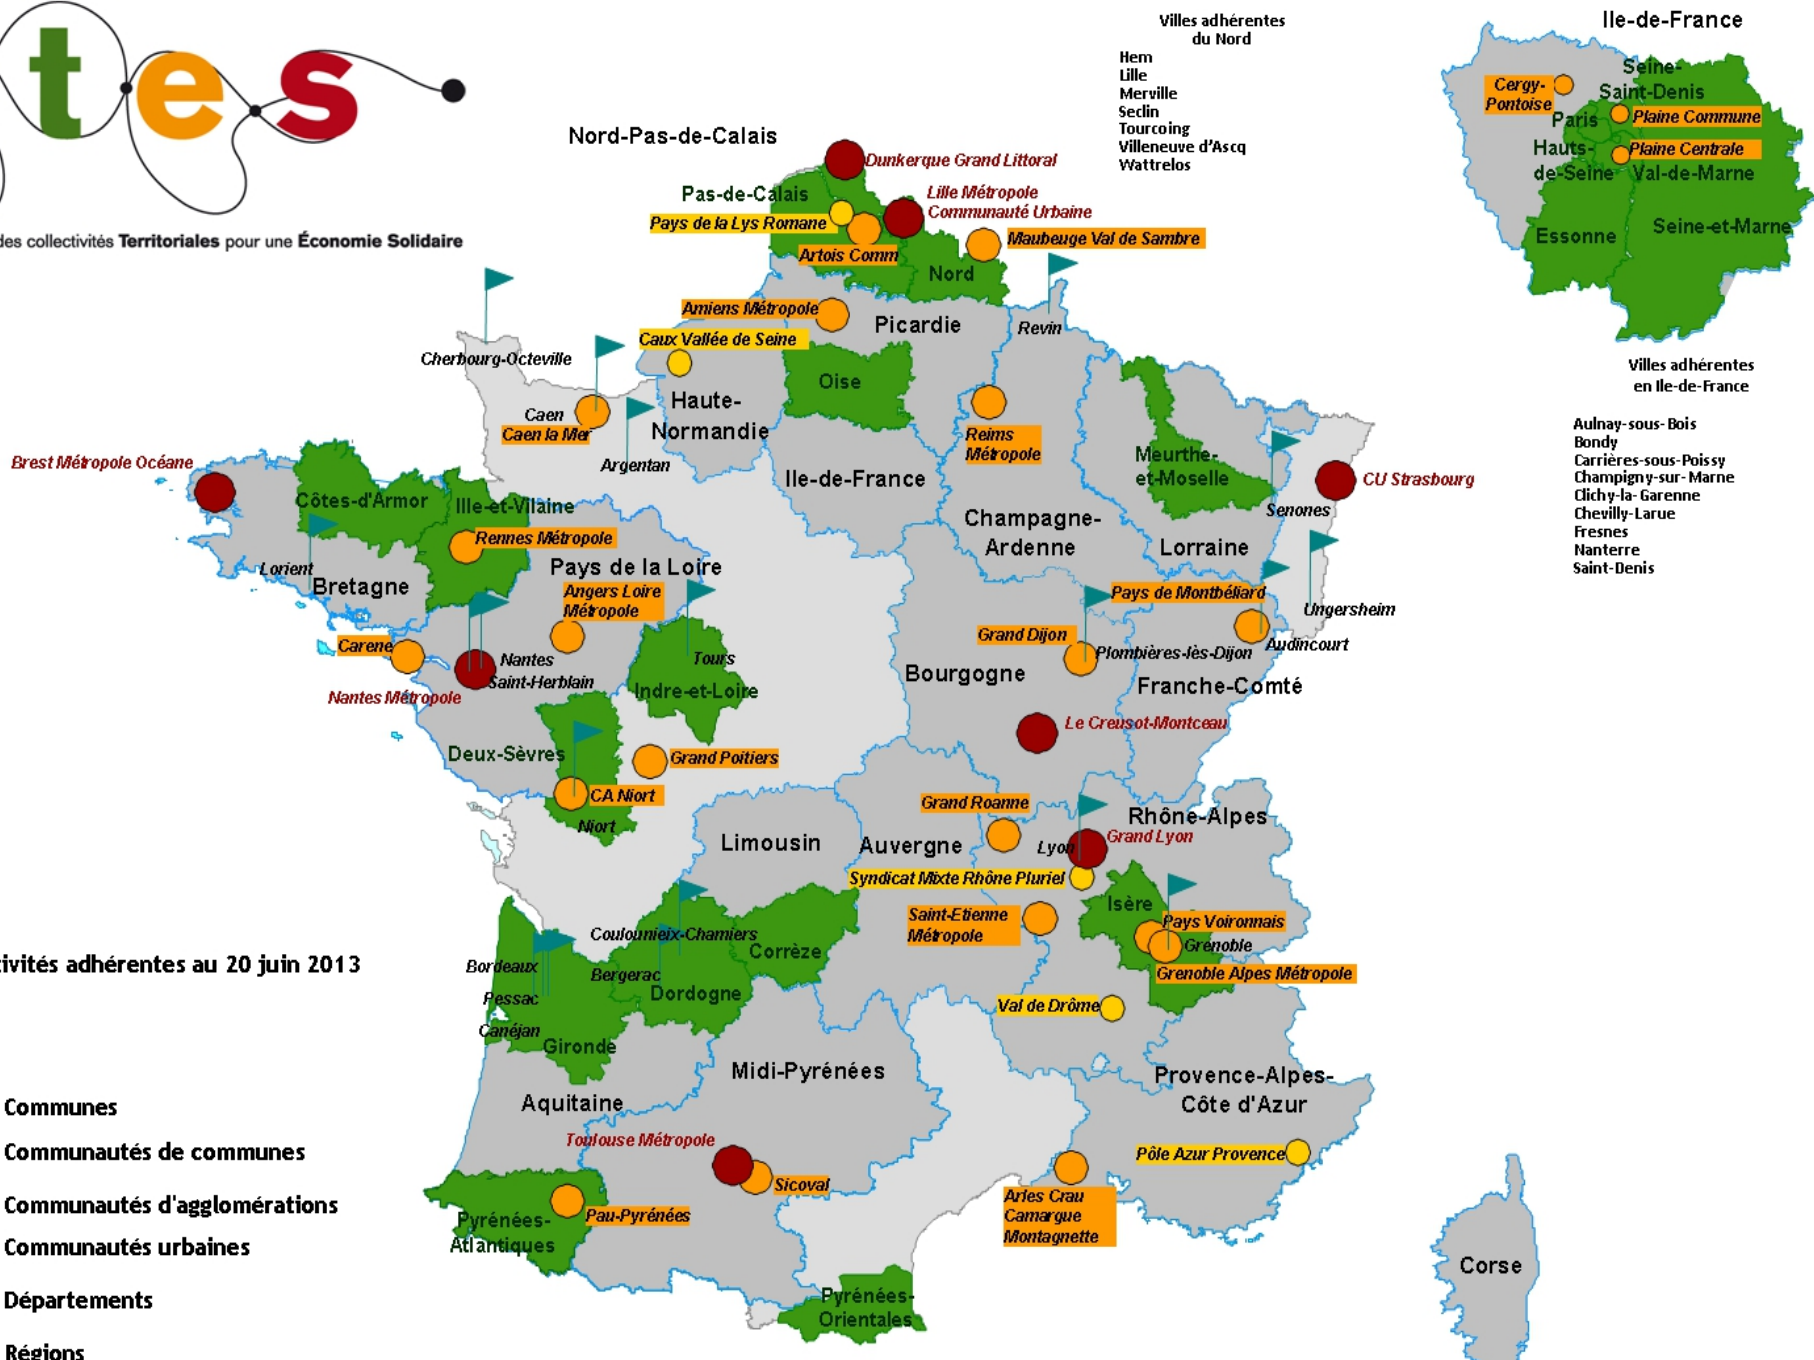 tes
des collectivités Territoriales pour une Économie Solidaire
Villes adhérentes
du Nord
Hem
Lille
Merville
Seclin
Tourcoing
Villeneuve d'Ascq
Wattrelos
Ile-de-France
Cergy-
Pontoise
Seine-
Saint-Denis
Plaine Commune
Paris
Hauts-
de-Seine
Plaine Centrale
Val-de-Marne
Essonne
Seine-et-Marne
Villes adhérentes
en Ile-de-France
Aulnay-sous-Bois
Bondy
Carrières-sous-Poissy
Champigny-sur-Marne
Clichy-la-Garenne
Chevilly-Larue
Fresnes
Nanterre
Saint-Denis
Nord-Pas-de-Calais
Dunkerque Grand Littoral
Pas-de-Calais
Lille Métropole
Communauté Urbaine
Pays de la Lys Romane
Artois Comm
Maubeuge Val de Sambre
Nord
Amiens Métropole
Picardie
Revin
Caux Vallée de Seine
Cherbourg-Octeville
Oise
Haute-
Normandie
Caen
Caen la Mer
Argentan
Reims
Métropole
Meurthe-
et-Moselle
Brest Métropole Océane
Ile-de-France
CU Strasbourg
Côtes-d'Armor
Ille-et-Vilaine
Senones
Champagne-
Ardenne
Rennes Métropole
Lorraine
Lorient
Bretagne
Pays de la Loire
Angers Loire
Métropole
Pays de Montbéliard
Ungersheim
Carene
Grand Dijon
Plombières-lès-Dijon
Audincourt
Nantes
Saint-Herblain
Nantes Métropole
Tours
Indre-et-Loire
Bourgogne
Franche-Comté
Le Creusot-Montceau
Deux-Sèvres
Grand Poitiers
CA Niort
Niort
Grand Roanne
Rhône-Alpes
Limousin
Auvergne
Lyon
Grand Lyon
Syndicat Mixte Rhône Pluriel
Isère
Saint-Etienne
Métropole
Pays Voironnais
Grenoble
Grenoble Alpes Métropole
Coulounieix-Chamiers
Corrèze
Bordeaux
Bergerac
Dordogne
Pessac
Canéjan
Gironde
Val de Drôme
ivités adhérentes au 20 juin 2013
Midi-Pyrénées
Provence-Alpes-
Côte d'Azur
Aquitaine
Toulouse Métropole
Sicoval
Pôle Azur Provence
Arles Crau
Camargue
Montagnette
Pau-Pyrénées
Pyrénées-
Atlantiques
Pyrénées-
Orientales
Corse
Communes
Communautés de communes
Communautés d'agglomérations
Communautés urbaines
Départements
Régions